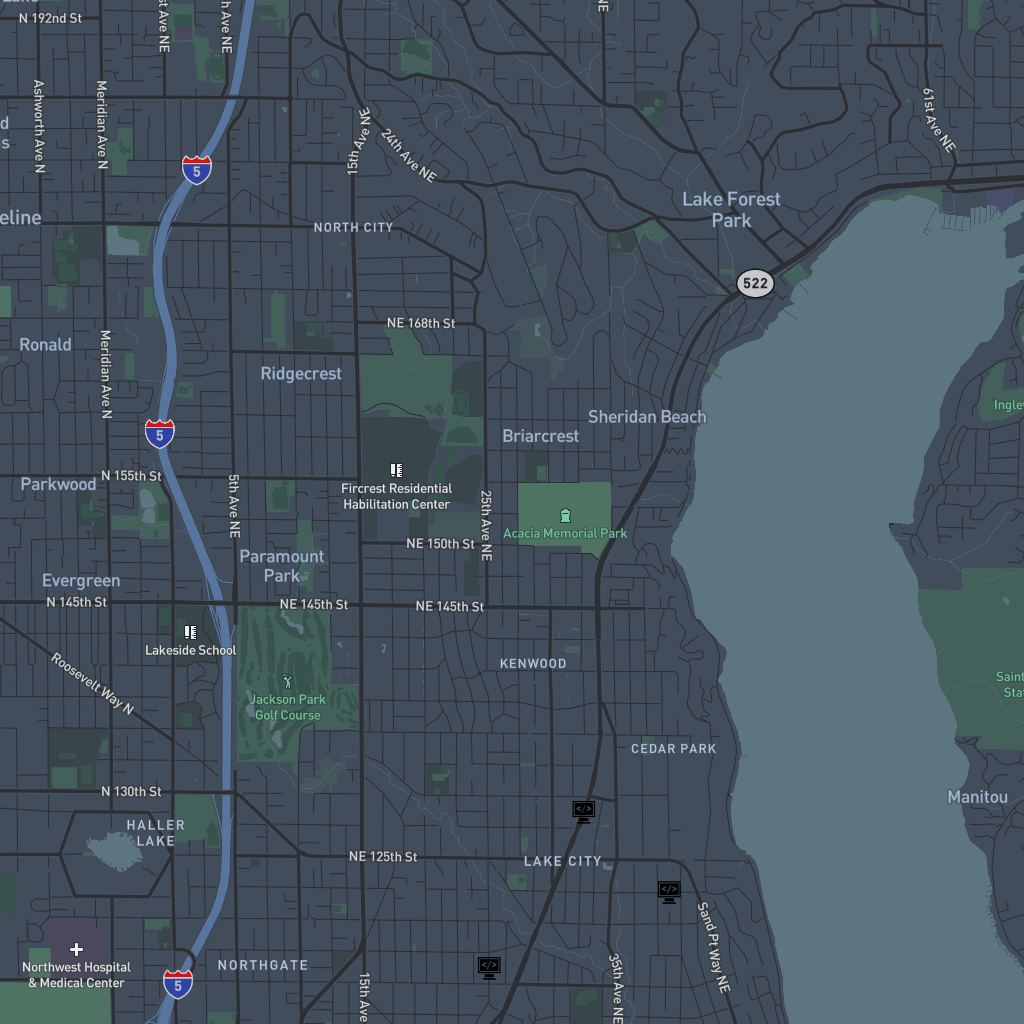 N 192nd St
Ashworth Ave N
Meridian Ave N
15th Ave NE
24th Ave NE
61st Ave NE
5
Lake Forest
Park
eline
NORTH CITY
522
NE 168th St
Ronald
Meridian Ave N
Ridgecrest
Sheridan Beach
Ingle
5
Briarcrest
N 155th St
Parkwood
5th Ave NE
Fircrest Residential
Habilitation Center
25th Ave NE
Acacia Memorial Park
NE 150th St
Paramount
Park
Evergreen
N 145th St
NE 145th St
NE 145th St
Lakeside School
KENWOOD
Roosevelt Way N
Jackson Park
Golf Course
Saint
Stat
CEDAR PARK
N 130th St
Manitou
HALLER
LAKE
NE 125th St
LAKE CITY
</>
</>
Sand Pt Way NE
Northwest Hospital
& Medical Center
NORTHGATE
</>
5
15th Ave
35th Ave NE